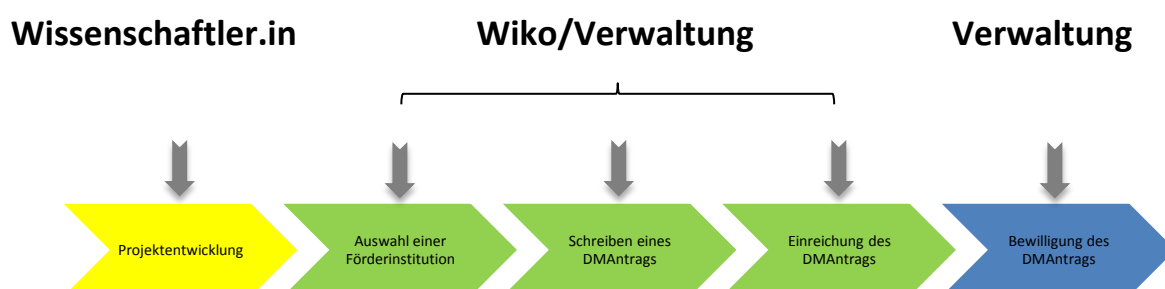 Wissenschaftler.in
Wiko/Verwaltung
Verwaltung
Projektentwicklung
Auswahl einer
Förderinstitution
Schreiben eines
DMAntrags
Einreichung des
DMAntrags
Bewilligung des
DMAntrags